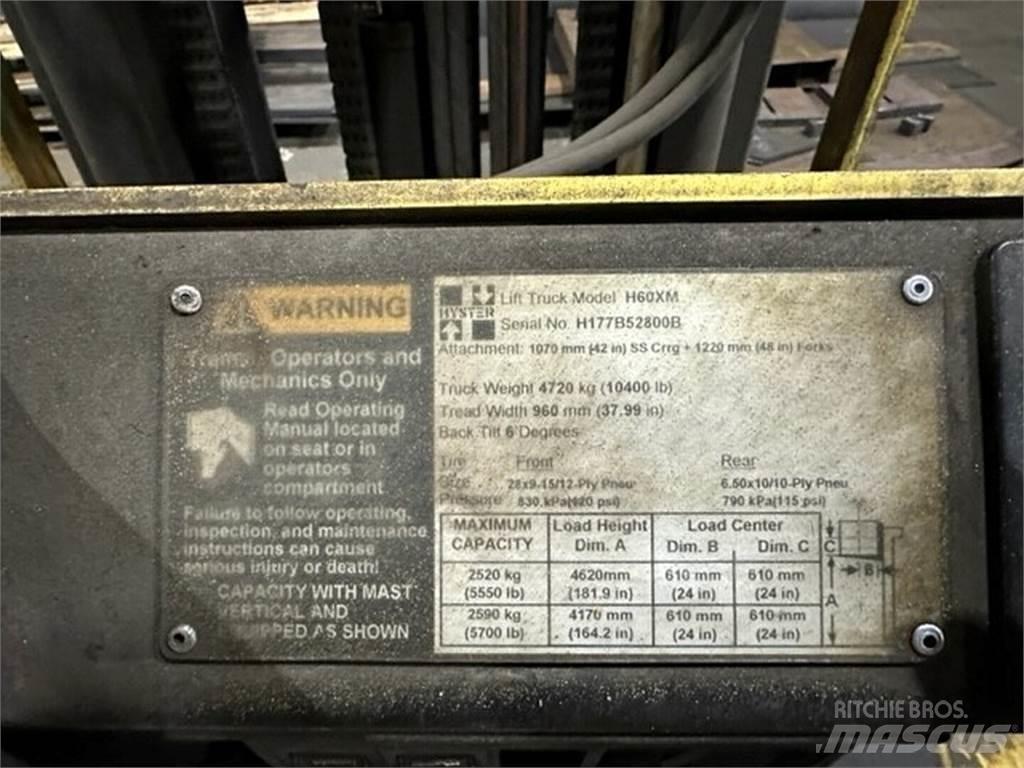 WARNING
Operators and
Mechanics Only
Read Operating
Manual located
on seat or in
operators
compartment
Failure to follow operating,
inspection, and maintenance
instructions can cause
serious injury or death!
CAPACITY WITH MAST
VERTICAL AND
EQUIPPED AS SHOWN
HYSTER
Lift Truck Model H60XM
Serial No. H177B52800B
Attachment: 1070 mm (42 in) SS Crrg + 1220 mm (48 in) Forks
Truck Weight 4720 kg (10400 lb)
Tread Width 960 mm (37.99 in)
Back Tilt 6 Degrees
Tire Front Rear
Size 28x9-15/12-Ply Pneu 6.50x10/10-Ply Pneu
Pressure 830 kPa(120 psi) 790 kPa(115 psi)
MAXIMUM Load Height Load Center
CAPACITY Dim. A Dim. B Dim. C
2520 kg 4620mm 610 mm 610 mm
(5550 lb) (181.9 in) (24 in) (24 in)
2590 kg 4170 mm 610 mm 610 mm
(5700 lb) (164.2 in) (24 in) (24 in)
C
B
A
RITCHIE BROS.
MASCUS